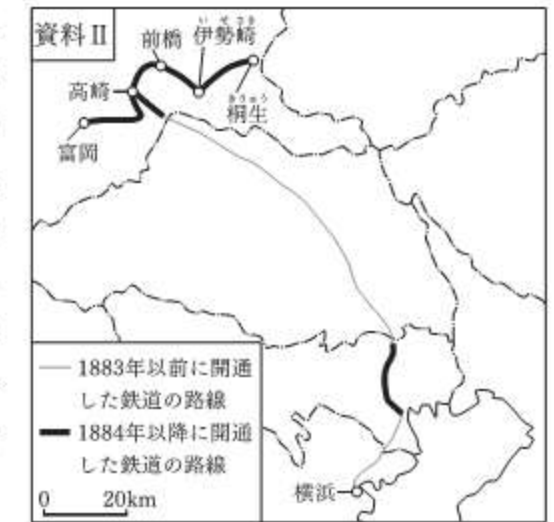 資料Ⅱ
前橋
いせさき
伊勢崎
高崎
きりゅう
桐生
富岡
1883年以前に開通
した鉄道の路線
1884年以降に開通
した鉄道の路線
0 20km
横浜